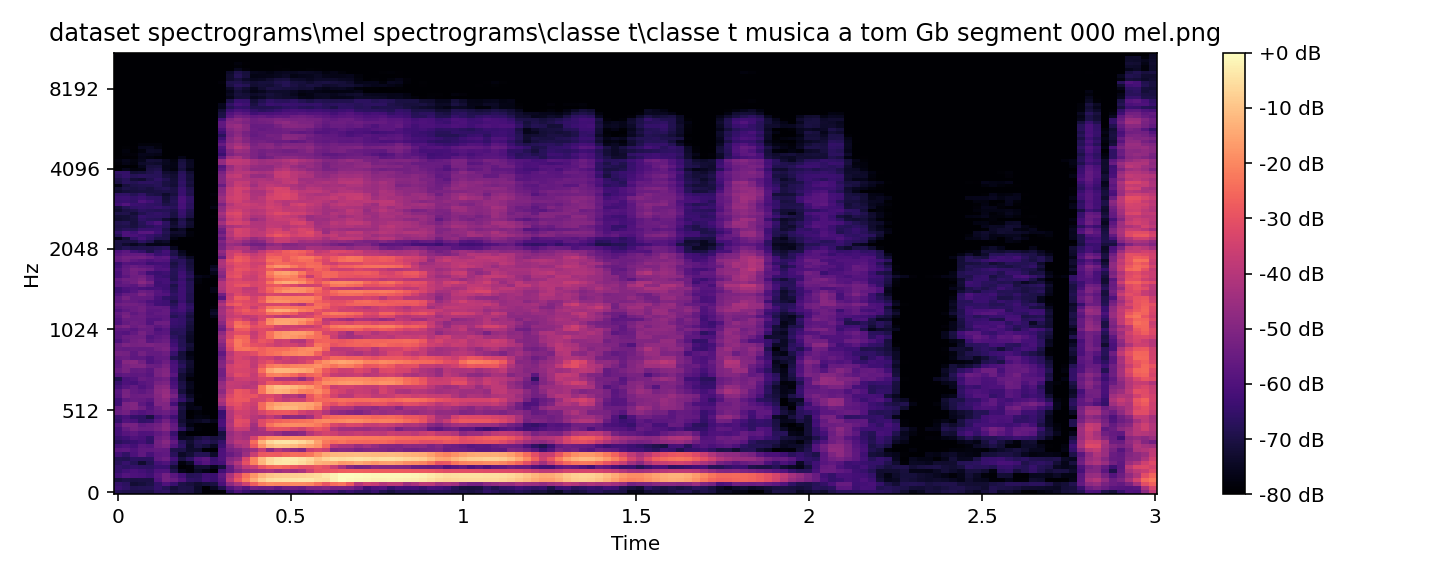 dataset spectrograms\mel spectrograms\classe t\classe t musica a tom Gb segment 000 mel.png
8192
4096
2048
1024
512
0
Hz
0 0.5 1 1.5 2 2.5 3
Time
+0 dB
-10 dB
-20 dB
-30 dB
-40 dB
-50 dB
-60 dB
-70 dB
-80 dB